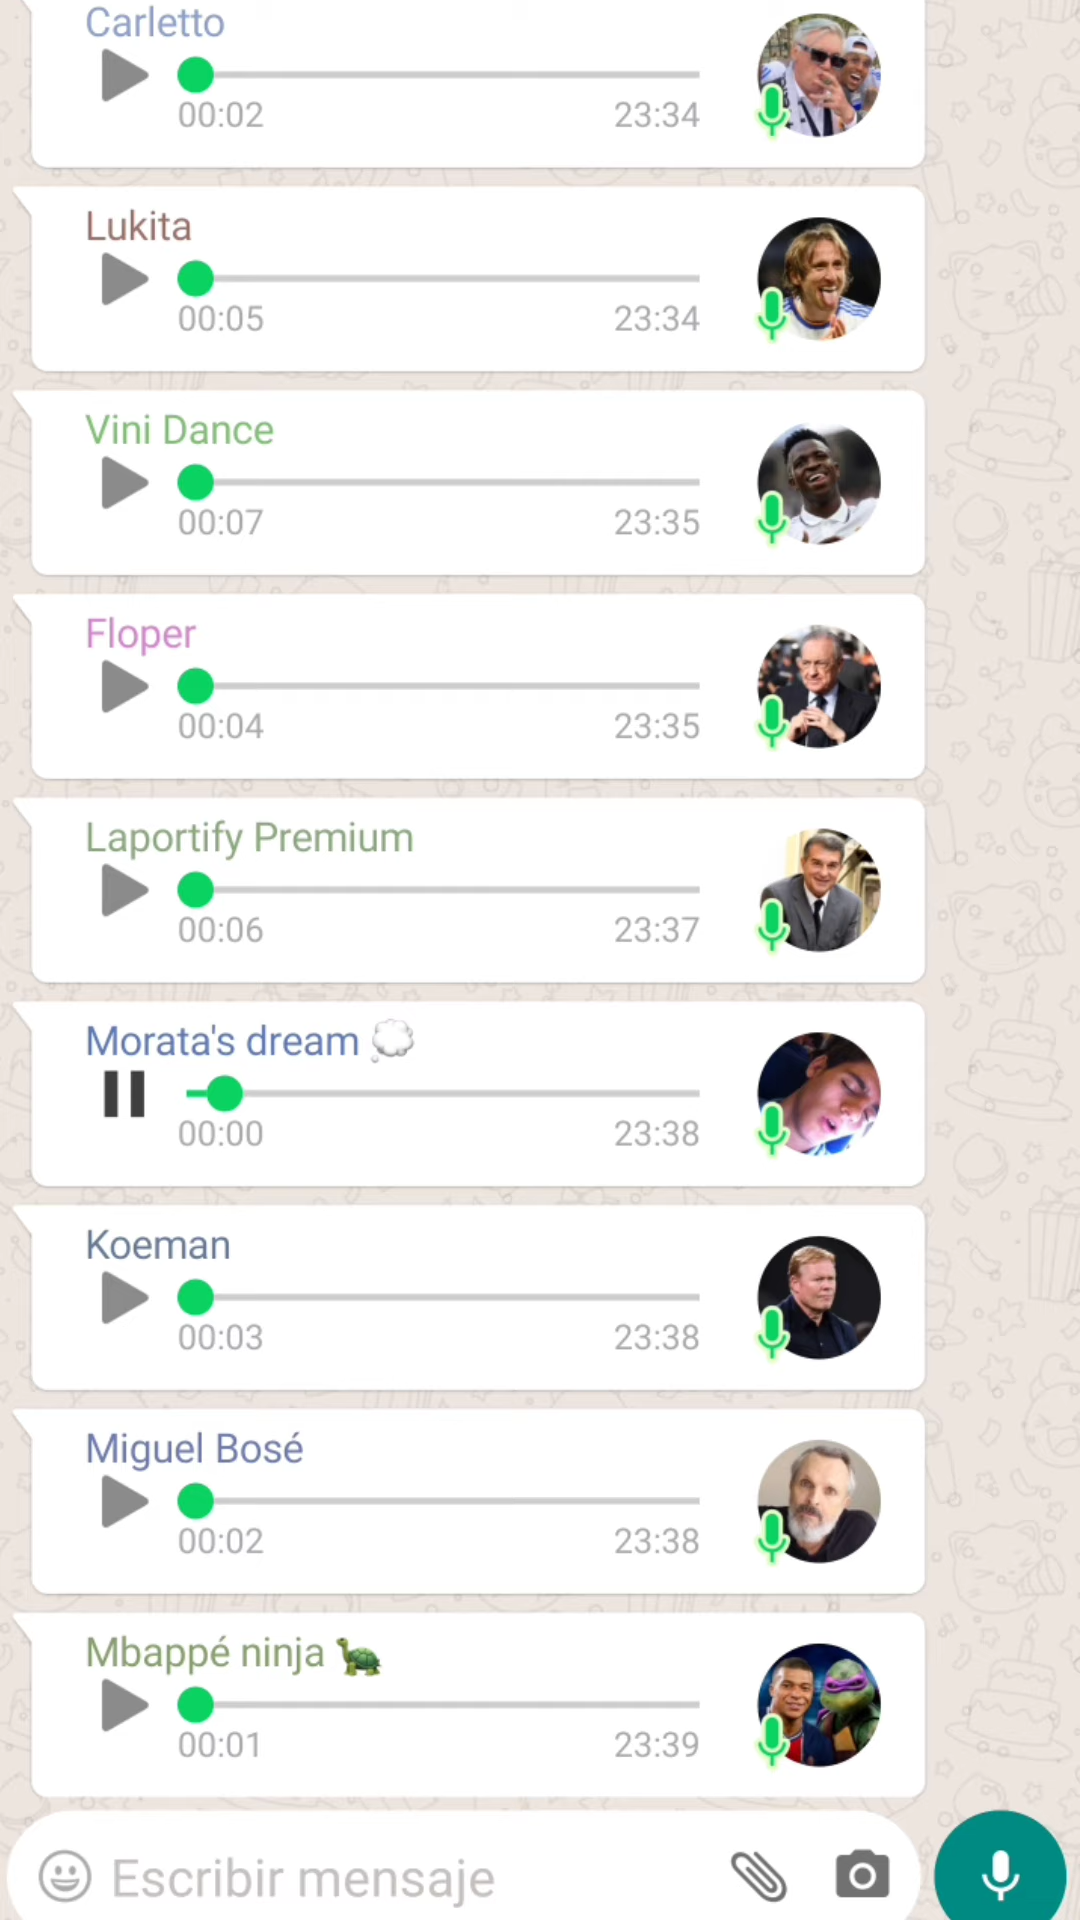 Carletto
00:02 23:34
Lukita
00:05 23:34
Vini Dance
00:07 23:35
Floper
00:04 23:35
Laportify Premium
00:06 23:37
Morata's dream 💭
00:00 23:38
Koeman
00:03 23:38
Miguel Bosé
00:02 23:38
Mbappé ninja 🐢
00:01 23:39
Escribir mensaje